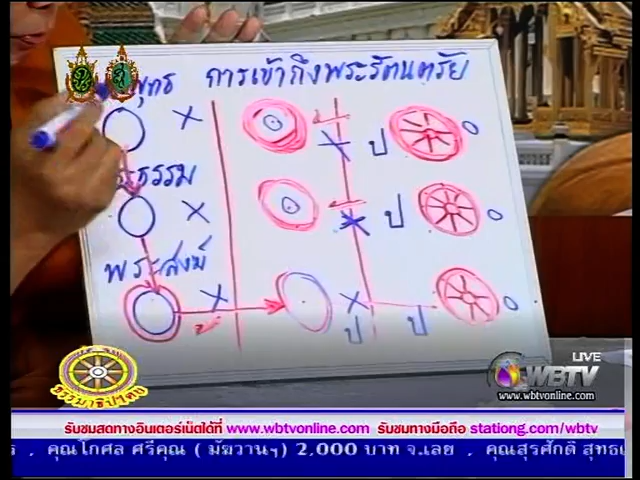 การเข้าถึงพระรัตนตรัย
พุทธ
พระธรรม
พระสงฆ์
ป
ป
ป
ป
ธรรมาธิปไตย
LIVE
WBTV
www.wbtvonline.com
รับชมสดทางอินเตอร์เน็ตได้ที่ www.wbtvonline.com รับชมทางมือถือ stationg.com/wbtv
, คุณโกศล ศรีคุณ ( มัฆวานฯ) 2,000 บาท จ.เลย , คุณสุรศักดิ์